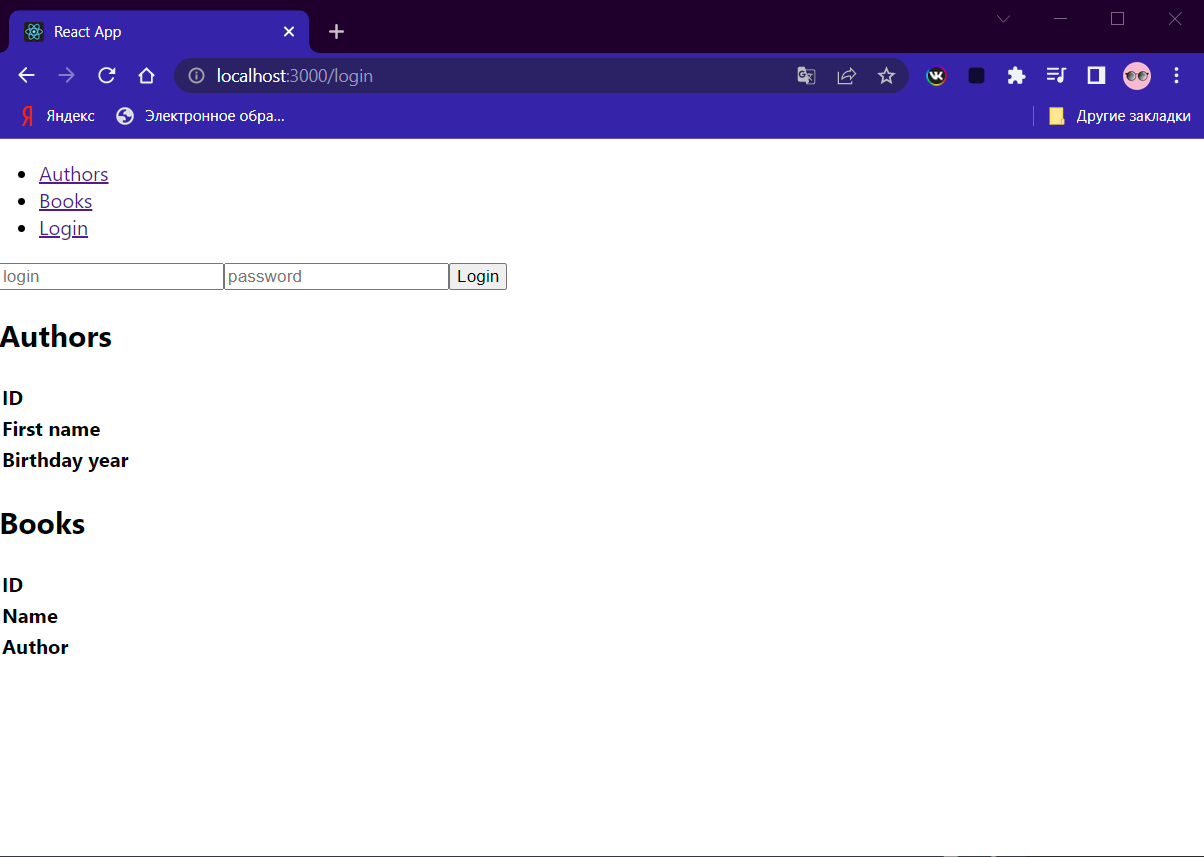 React App
localhost:3000/login
Яндекс Электронное обра... Другие закладки
Authors
Books
Login
login password Login
Authors
ID
First name
Birthday year
Books
ID
Name
Author